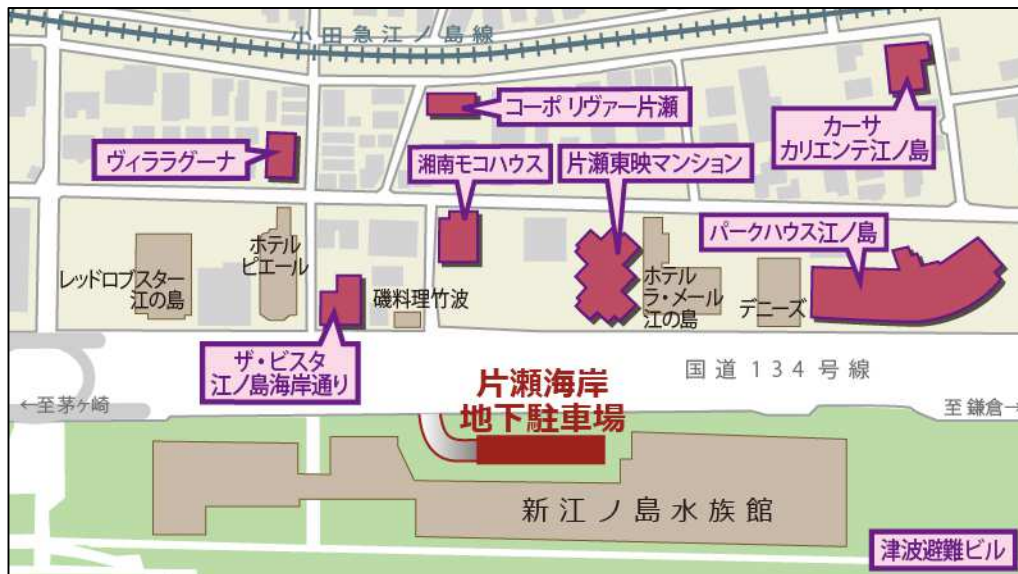 小田急江ノ島線
コーポ リヴァー片瀬
カーサ
カリエンテ江ノ島
ヴィララグーナ
湘南モコハウス
片瀬東映マンション
パークハウス江ノ島
レッドロブスター
江の島
ホテル
ピエール
磯料理竹波
ホテル
ラ・メール
江の島
デニーズ
ザ・ビスタ
江ノ島海岸通り
国道134号線
←至茅ヶ崎
片瀬海岸
地下駐車場
至鎌倉→
新江ノ島水族館
津波避難ビル